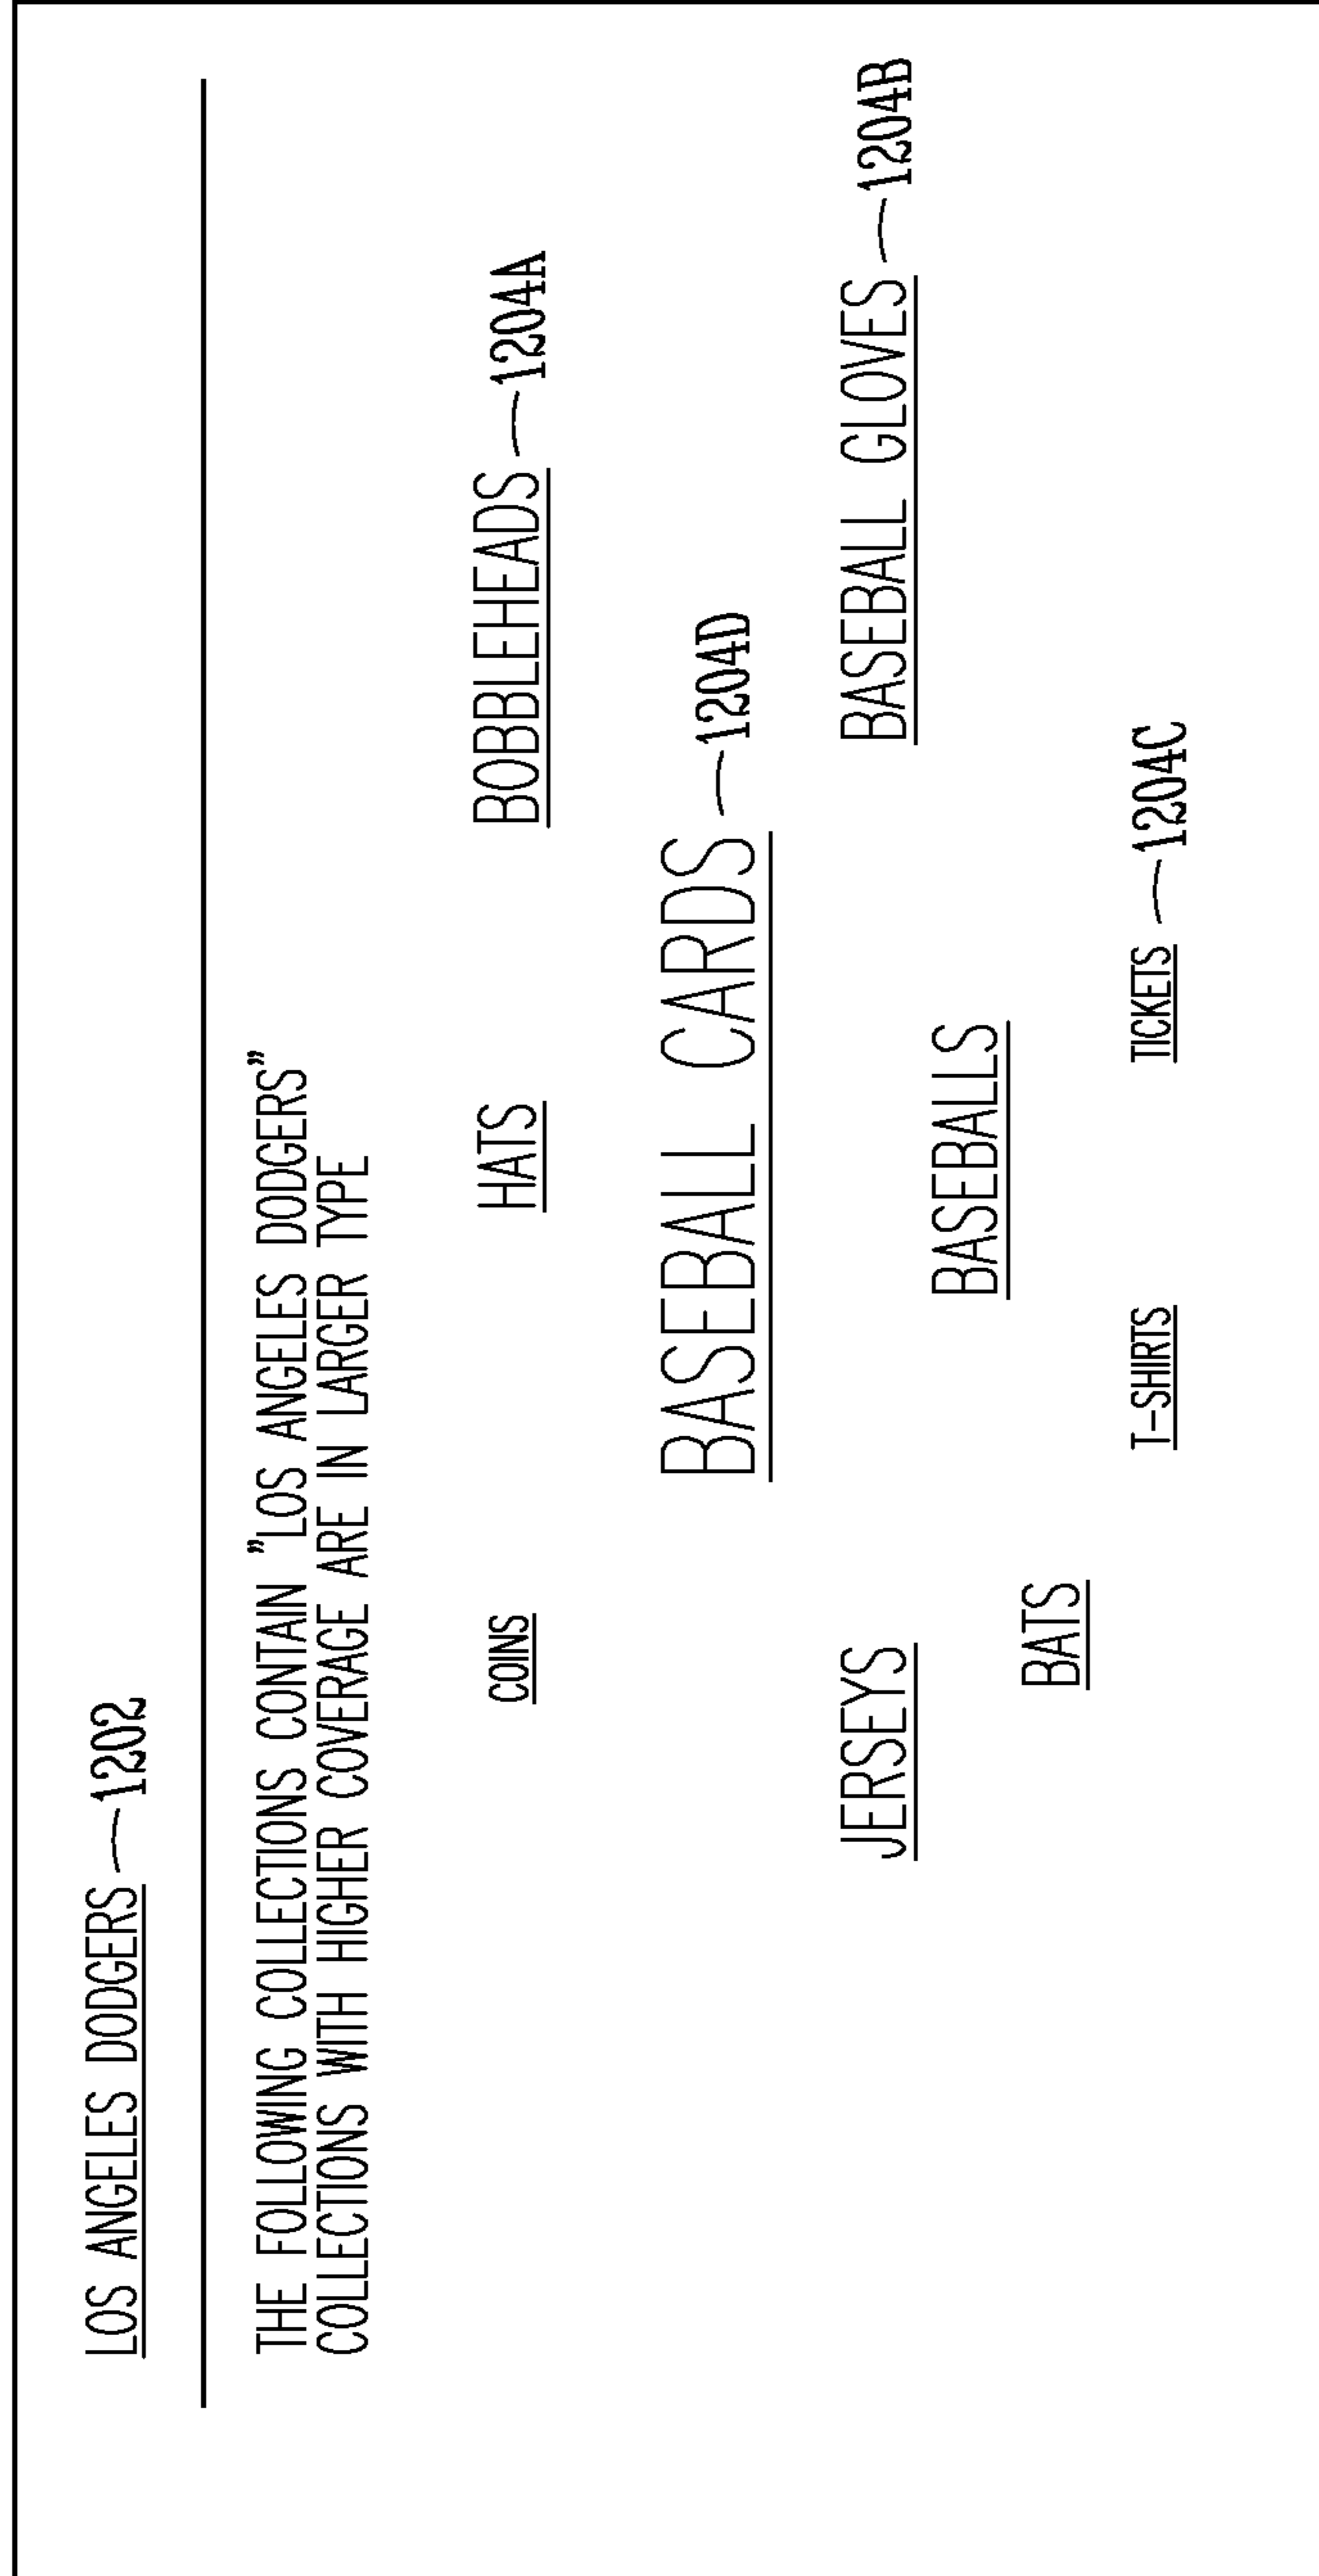 LOS ANGELES DODGERS 1202
THE FOLLOWING COLLECTIONS CONTAIN "LOS ANGELES DODGERS"
COLLECTIONS WITH HIGHER COVERAGE ARE IN LARGER TYPE
COINS HATS BOBBLEHEADS 1204A
BASEBALL CARDS 1204D
JERSEYS BASEBALL GLOVES 1204B
BASEBALLS
BATS
T-SHIRTS TICKETS 1204C